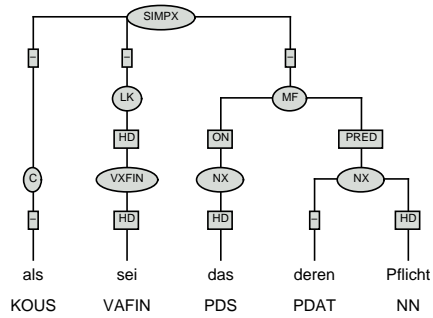 SIMPX
– – –
LK MF
HD ON PRED
C VXFIN NX NX
– HD HD – HD
als sei das deren Pflicht
KOUS VAFIN PDS PDAT NN